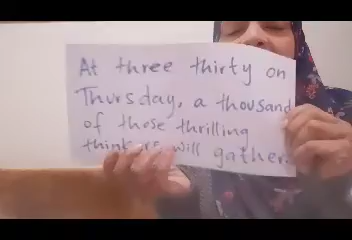 At three thirty on
Thursday, a thousand
of those thrilling
thinkers will gather.